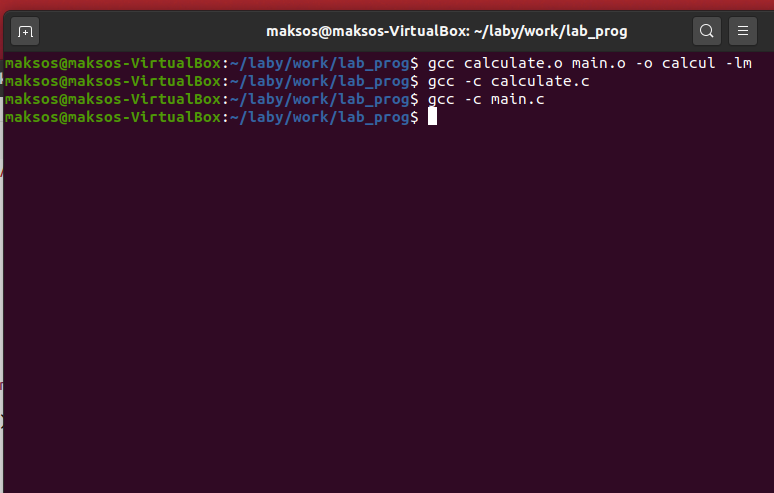 maksos@maksos-VirtualBox: ~/laby/work/lab_prog
maksos@maksos-VirtualBox:~/laby/work/lab_prog$ gcc calculate.o main.o -o calcul -lm
maksos@maksos-VirtualBox:~/laby/work/lab_prog$ gcc -c calculate.c
maksos@maksos-VirtualBox:~/laby/work/lab_prog$ gcc -c main.c
maksos@maksos-VirtualBox:~/laby/work/lab_prog$